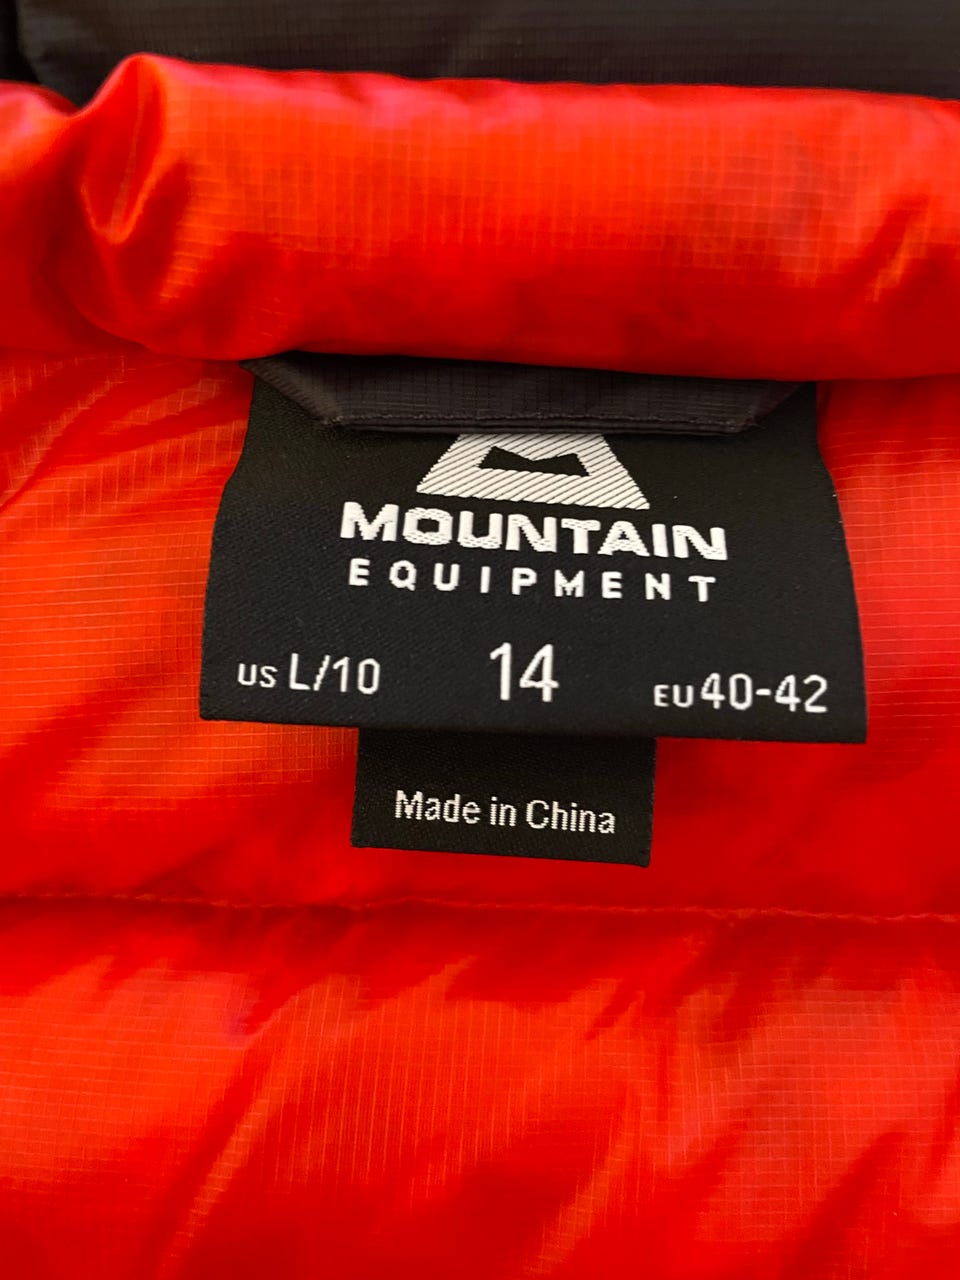 MOUNTAIN
EQUIPMENT
US L/10 14 EU 40-42
Made in China